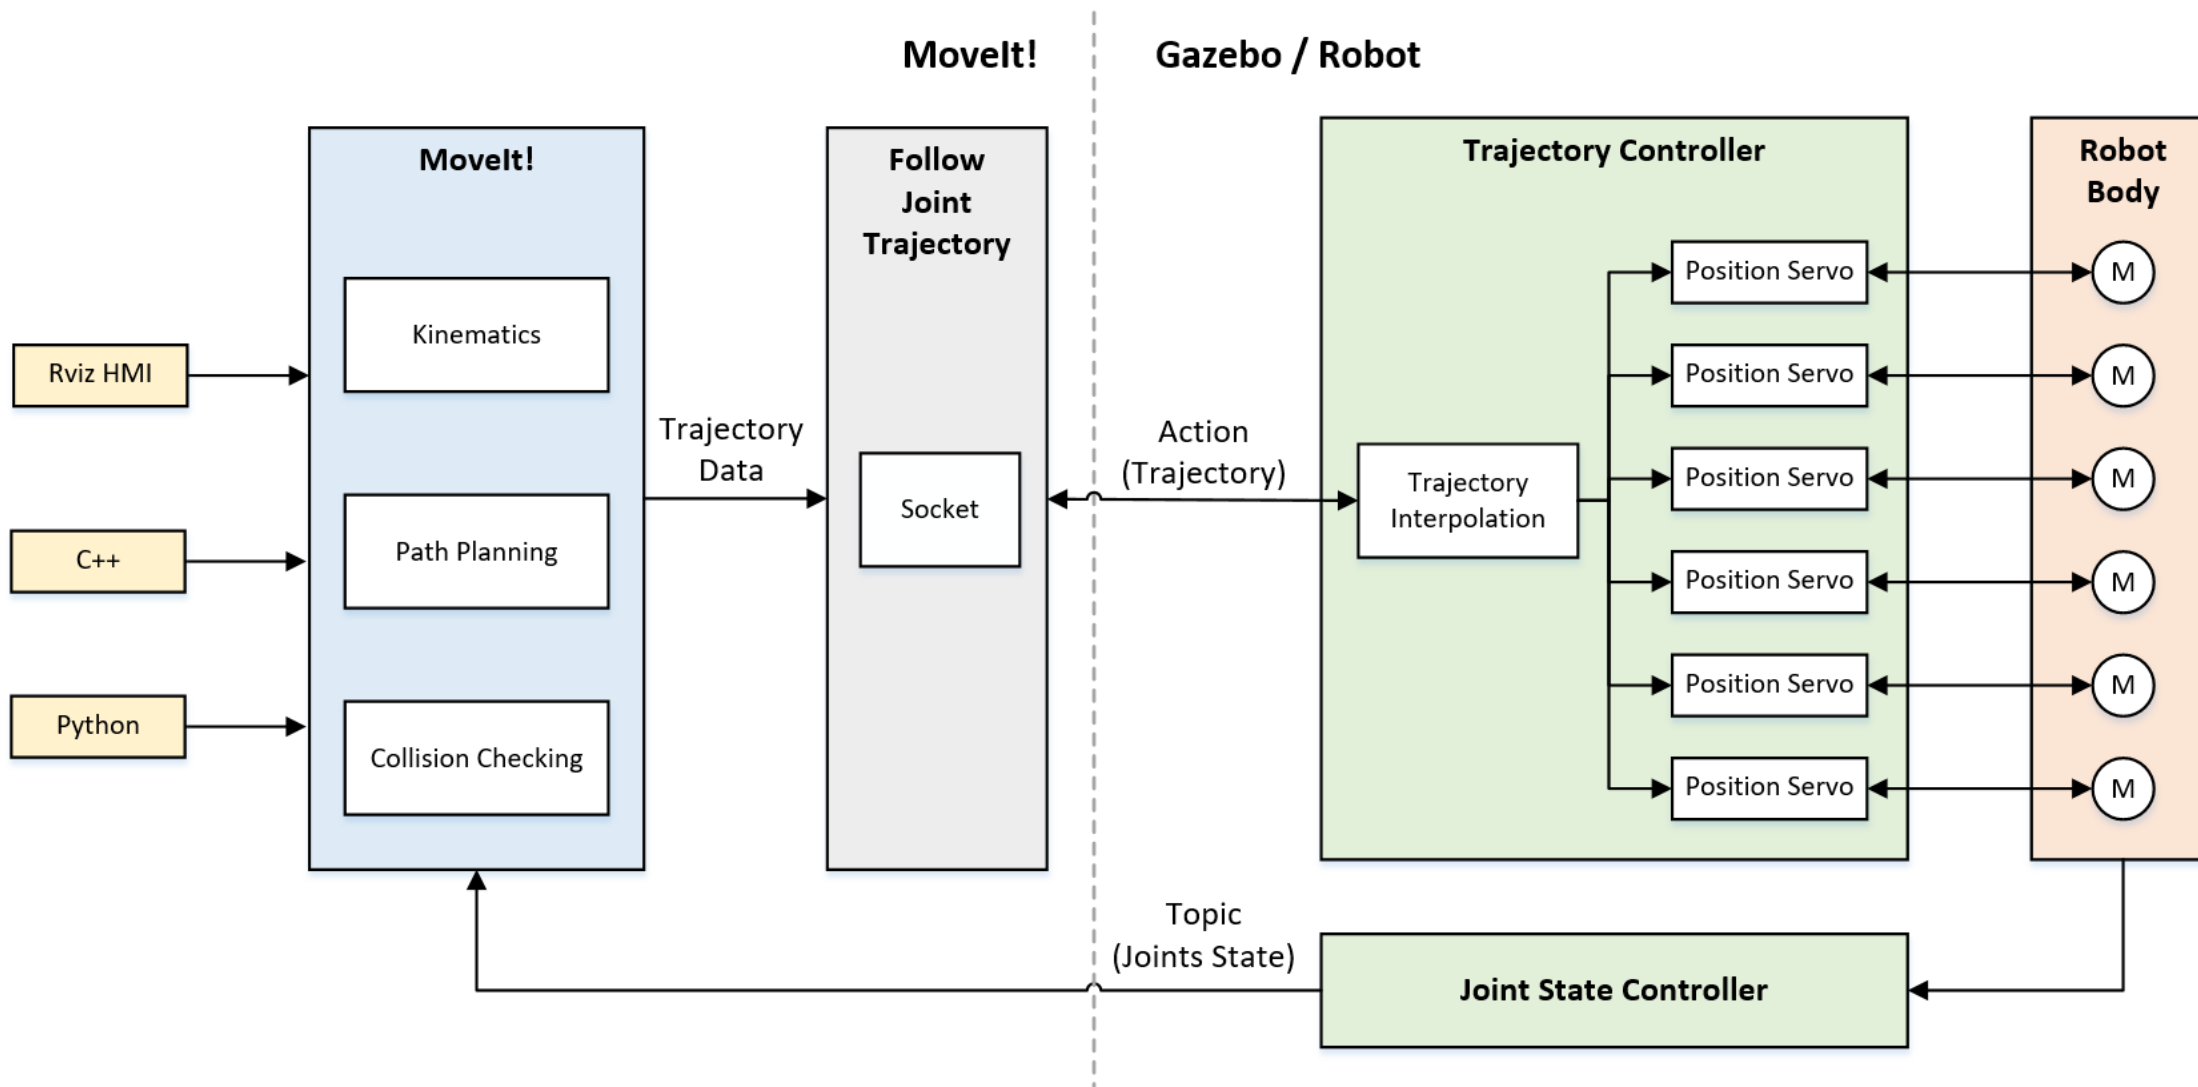 MoveIt!
Gazebo / Robot
MoveIt!
Kinematics
Path Planning
Collision Checking
Rviz HMI
C++
Python
Trajectory
Data
Follow
Joint
Trajectory
Socket
Action
(Trajectory)
Trajectory Controller
Trajectory
Interpolation
Position Servo
Position Servo
Position Servo
Position Servo
Position Servo
Position Servo
Robot
Body
M
M
M
M
M
M
Topic
(Joints State)
Joint State Controller